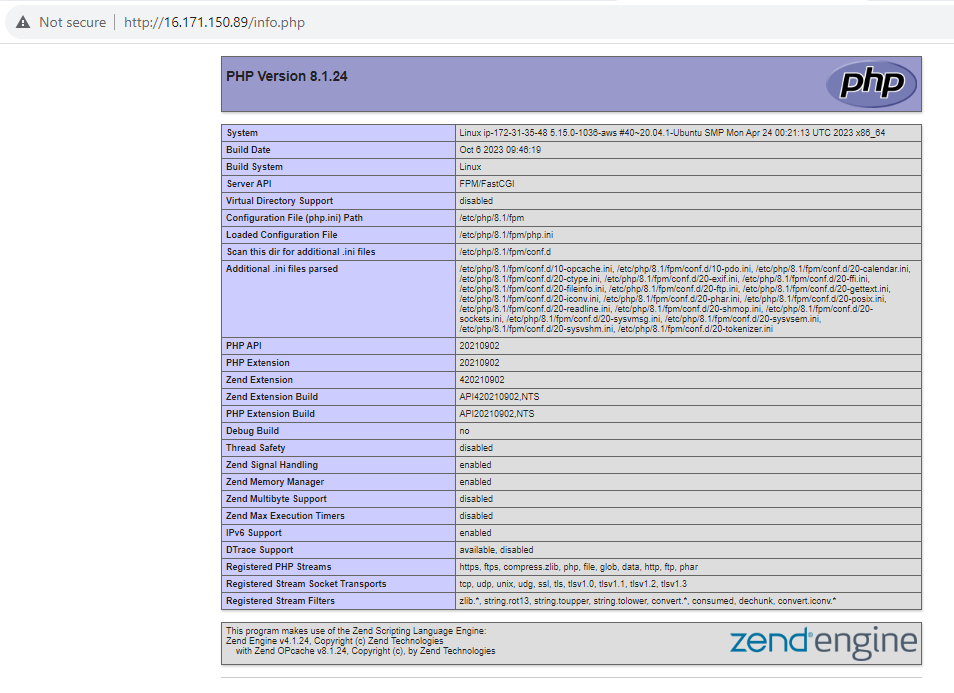 Not secure | http://16.171.150.89/info.php
PHP Version 8.1.24
php
System Linux ip-172-31-35-48 5.15.0-1036-aws #40~20.04.1-Ubuntu SMP Mon Apr 24 00:21:13 UTC 2023 x86_64
Build Date Oct 6 2023 09:46:19
Build System Linux
Server API FPM/FastCGI
Virtual Directory Support disabled
Configuration File (php.ini) Path /etc/php/8.1/fpm
Loaded Configuration File /etc/php/8.1/fpm/php.ini
Scan this dir for additional .ini files /etc/php/8.1/fpm/conf.d
Additional .ini files parsed /etc/php/8.1/fpm/conf.d/10-opcache.ini, /etc/php/8.1/fpm/conf.d/10-pdo.ini, /etc/php/8.1/fpm/conf.d/20-calendar.ini,
/etc/php/8.1/fpm/conf.d/20-ctype.ini, /etc/php/8.1/fpm/conf.d/20-exif.ini, /etc/php/8.1/fpm/conf.d/20-ffi.ini,
/etc/php/8.1/fpm/conf.d/20-fileinfo.ini, /etc/php/8.1/fpm/conf.d/20-ftp.ini, /etc/php/8.1/fpm/conf.d/20-gettext.ini,
/etc/php/8.1/fpm/conf.d/20-iconv.ini, /etc/php/8.1/fpm/conf.d/20-phar.ini, /etc/php/8.1/fpm/conf.d/20-posix.ini,
/etc/php/8.1/fpm/conf.d/20-readline.ini, /etc/php/8.1/fpm/conf.d/20-shmop.ini, /etc/php/8.1/fpm/conf.d/20-
sockets.ini, /etc/php/8.1/fpm/conf.d/20-sysvmsg.ini, /etc/php/8.1/fpm/conf.d/20-sysvsem.ini,
/etc/php/8.1/fpm/conf.d/20-sysvshm.ini, /etc/php/8.1/fpm/conf.d/20-tokenizer.ini
PHP API 20210902
PHP Extension 20210902
Zend Extension 420210902
Zend Extension Build API420210902,NTS
PHP Extension Build API20210902,NTS
Debug Build no
Thread Safety disabled
Zend Signal Handling enabled
Zend Memory Manager enabled
Zend Multibyte Support disabled
Zend Max Execution Timers disabled
IPv6 Support enabled
DTrace Support available, disabled
Registered PHP Streams https, ftps, compress.zlib, php, file, glob, data, http, ftp, phar
Registered Stream Socket Transports tcp, udp, unix, udg, ssl, tls, tlsv1.0, tlsv1.1, tlsv1.2, tlsv1.3
Registered Stream Filters zlib.*, string.rot13, string.toupper, string.tolower, convert.*, consumed, dechunk, convert.iconv.*
This program makes use of the Zend Scripting Language Engine:
Zend Engine v4.1.24, Copyright (c) Zend Technologies
with Zend OPcache v8.1.24, Copyright (c), by Zend Technologies
zend engine